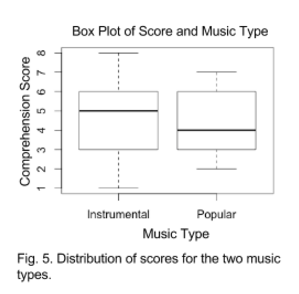 Box Plot of Score and Music Type
Comprehension Score
8
7
6
5
4
3
2
1
Instrumental Popular
Music Type
Fig. 5. Distribution of scores for the two music
types.